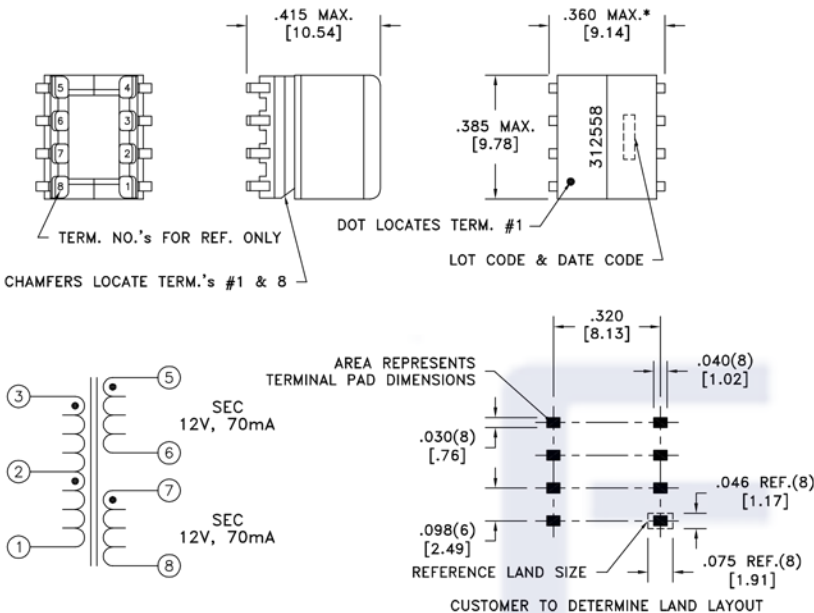 .415 MAX.
[10.54]
.360 MAX.*
[9.14]
5 4
6 3
7 2
8 1
.385 MAX.
[9.78]
312558
TERM. NO.'s FOR REF. ONLY
DOT LOCATES TERM. #1
LOT CODE & DATE CODE
CHAMFERS LOCATE TERM.'s #1 & 8
3
2
1
5
SEC
12V, 70mA
6
7
SEC
12V, 70mA
8
.320
[8.13]
AREA REPRESENTS
TERMINAL PAD DIMENSIONS
.040(8)
[1.02]
.030(8)
[.76]
.046 REF.(8)
[1.17]
.098(6)
[2.49]
REFERENCE LAND SIZE
.075 REF.(8)
[1.91]
CUSTOMER TO DETERMINE LAND LAYOUT